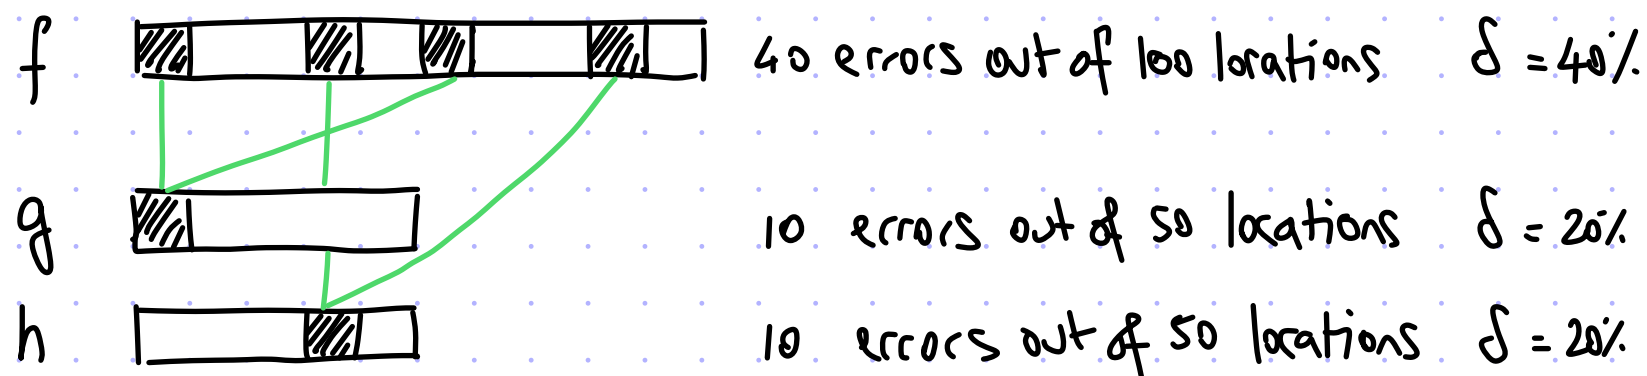 f 40 errors out of 100 locations δ = 40%
g 10 errors out of 50 locations δ = 20%
h 10 errors out of 50 locations δ = 20%